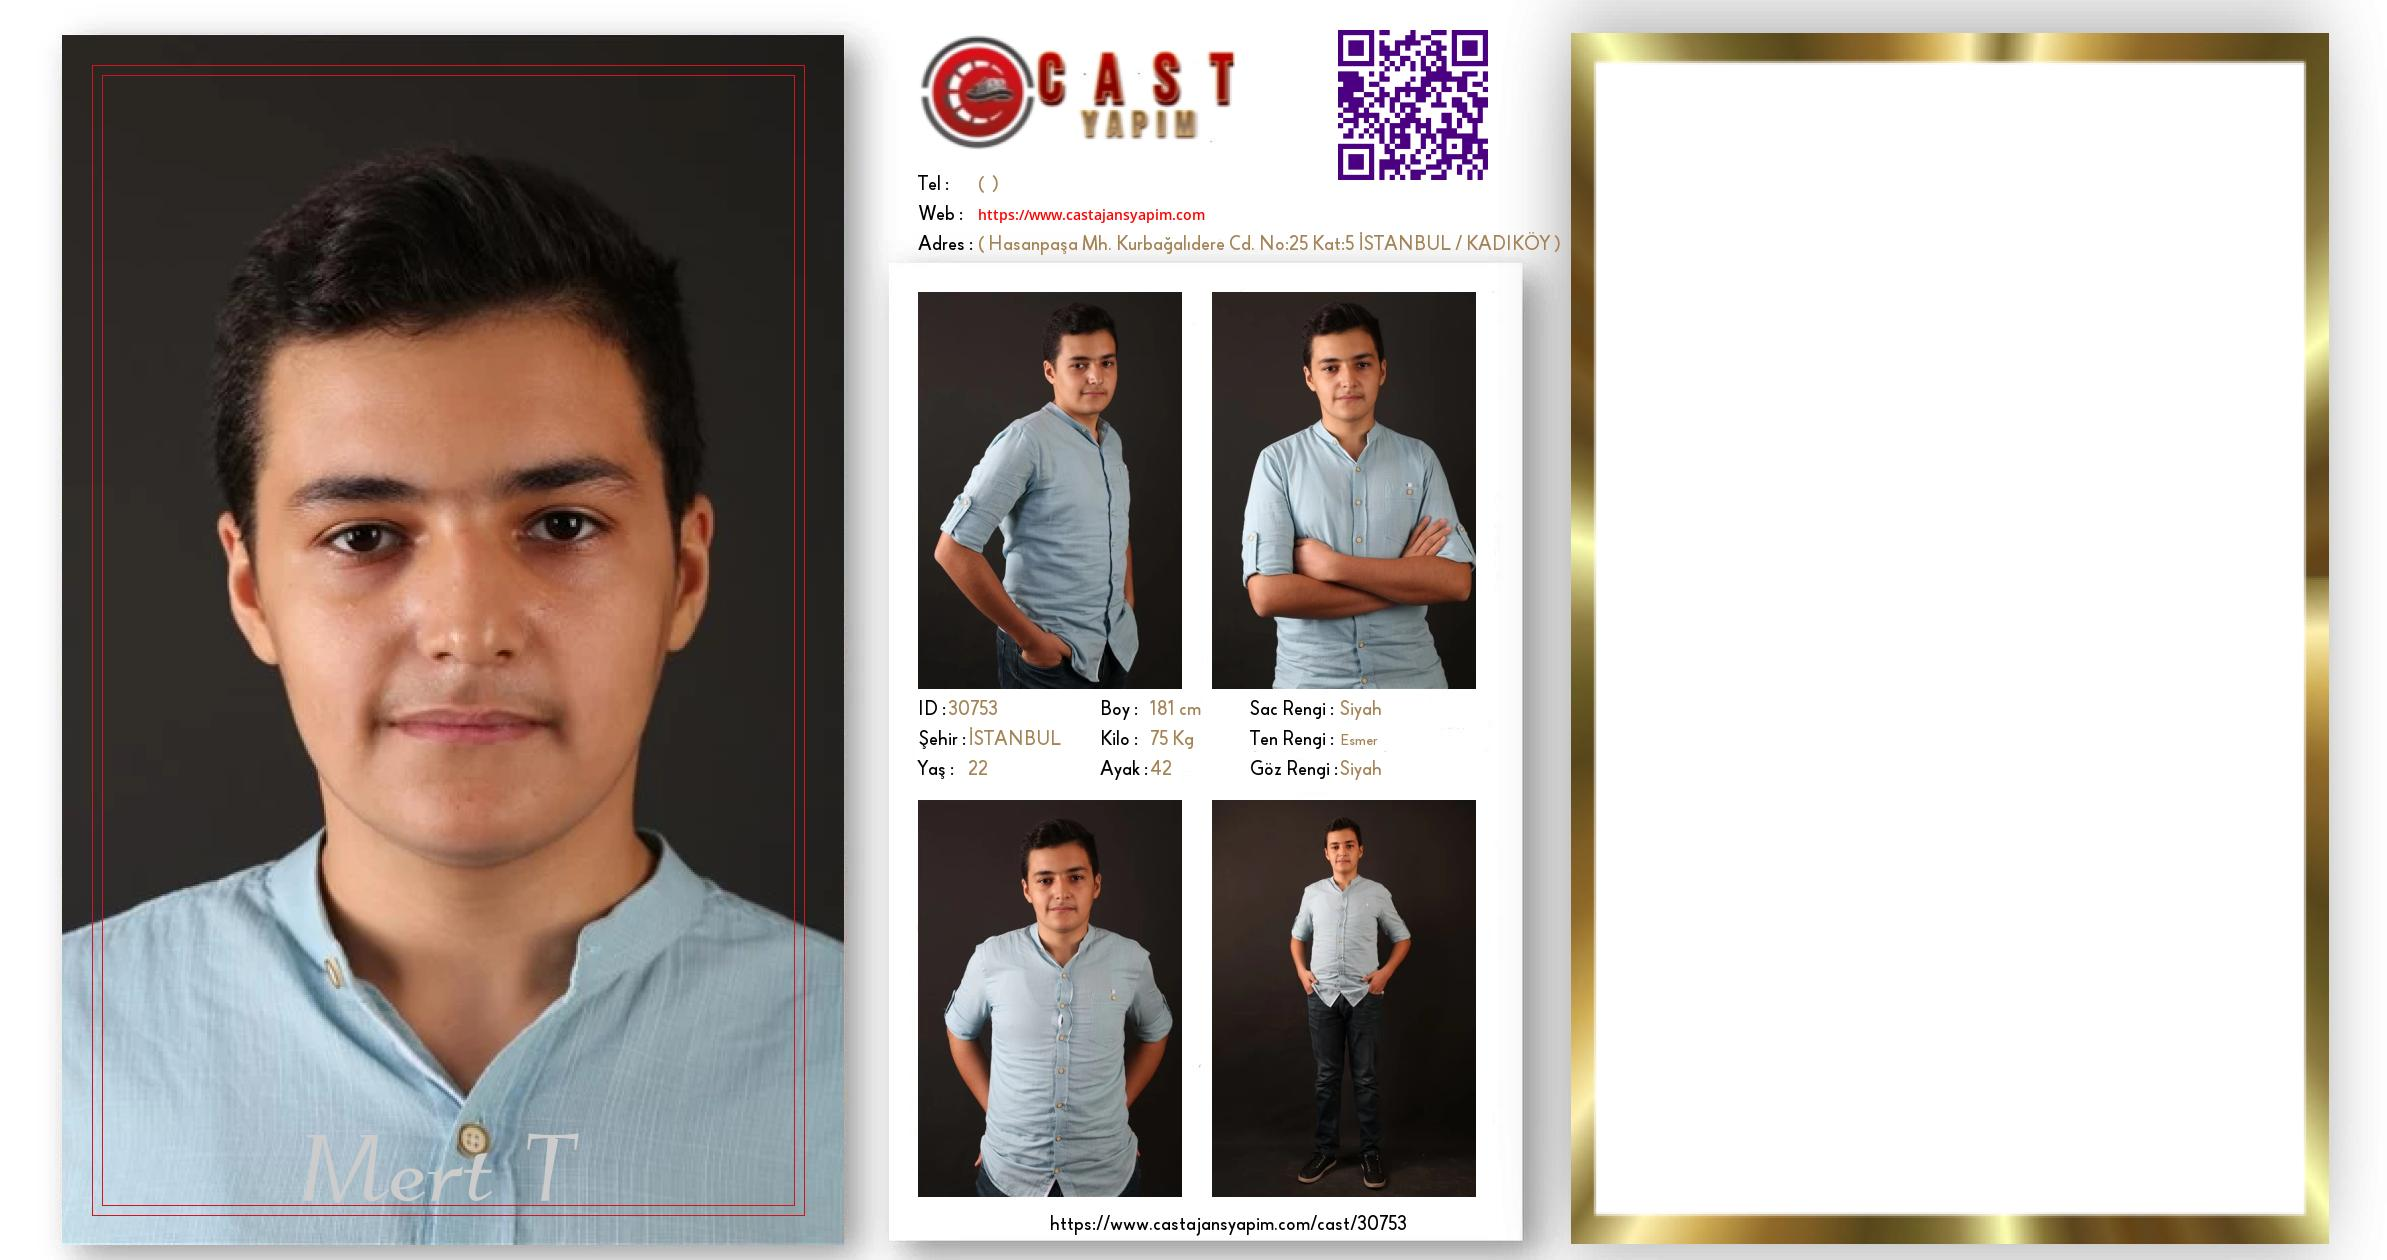 Mert T
CAST
YAPIM
Tel : ( )
Web : https://www.castajansyapim.com
Adres : ( Hasanpaşa Mh. Kurbağalıdere Cd. No:25 Kat:5 İSTANBUL / KADIKÖY )
ID : 30753 Boy : 181 cm Sac Rengi : Siyah
Şehir : İSTANBUL Kilo : 75 Kg Ten Rengi : Esmer
Yaş : 22 Ayak : 42 Göz Rengi : Siyah
https://www.castajansyapim.com/cast/30753